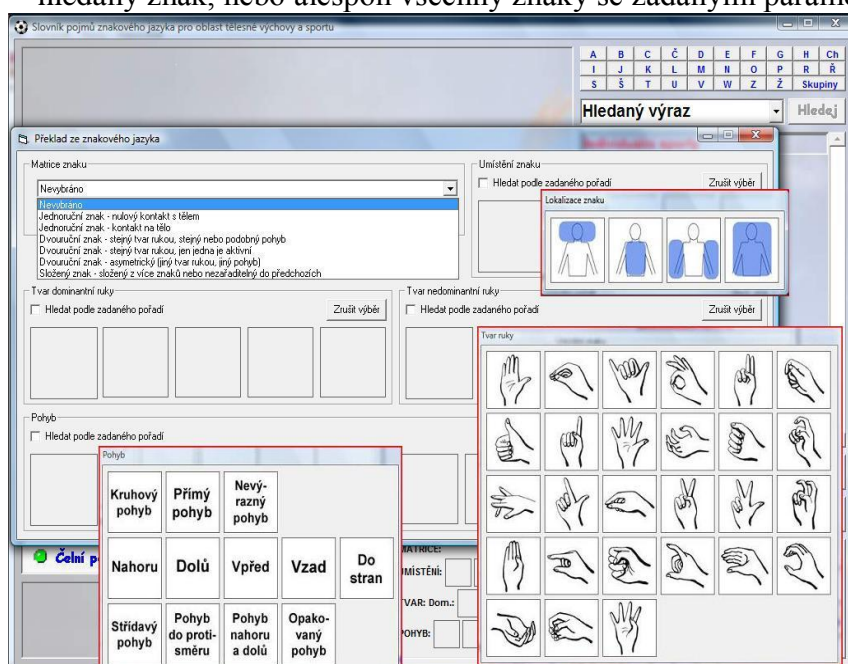 hledaný znak, nebo alespoň všechny znaky se zadanými
Slovník pojmů znakového jazyka pro oblast tělesné výchovy a sportu
A B C Č D E F G H Ch
I J K L M N O P R Ř
S Š T U V W Z Ž Skupiny
Hledaný výraz
Hledej
Překlad ze znakového jazyka
Matrice znaku
Nevybráno
Nevybráno
Jednoruční znak - nulový kontakt s tělem
Jednoruční znak - kontakt na tělo
Dvouruční znak - stejný tvar rukou, stejný nebo podobný pohyb
Dvouruční znak - stejný tvar rukou, jen jedna je aktivní
Dvouruční znak - asymetrický (jiný tvar rukou, jiný pohyb)
Složený znak - složený z více znaků nebo nezařaditelný do předchozích
Umístění znaku
Hledat podle zadaného pořadí
Zrušit výběr
Lokalizace znaku
Tvar dominantní ruky
Hledat podle zadaného pořadí
Zrušit výběr
Tvar nedominantní ruky
Hledat podle zadaného pořadí
Zrušit výběr
Tvar ruky
Pohyb
Hledat podle zadaného pořadí
Pohyb
Kruhový
pohyb
Přímý
pohyb
Nevý-
razný
pohyb
Nahoru
Dolů
Vpřed
Vzad
Do
stran
Střídavý
pohyb
Pohyb
do proti-
směru
Pohyb
nahoru
a dolů
Opako-
vaný
pohyb
Čelní
MATRICE:
UMÍSTĚNÍ:
TVAR: Dom.:
POHYB: